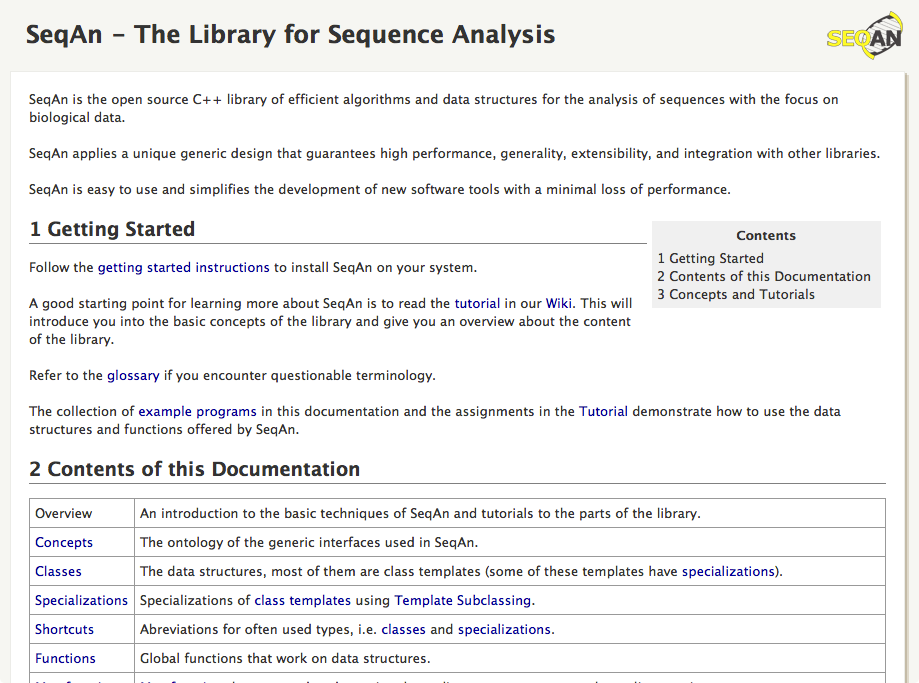 SeqAn – The Library for Sequence Analysis
SEQAN
SeqAn is the open source C++ library of efficient algorithms and data structures for the analysis of sequences with the focus on
biological data.
SeqAn applies a unique generic design that guarantees high performance, generality, extensibility, and integration with other libraries.
SeqAn is easy to use and simplifies the development of new software tools with a minimal loss of performance.
1 Getting Started
Contents
1 Getting Started
2 Contents of this Documentation
3 Concepts and Tutorials
Follow the getting started instructions to install SeqAn on your system.
A good starting point for learning more about SeqAn is to read the tutorial in our Wiki. This will
introduce you into the basic concepts of the library and give you an overview about the content
of the library.
Refer to the glossary if you encounter questionable terminology.
The collection of example programs in this documentation and the assignments in the Tutorial demonstrate how to use the data
structures and functions offered by SeqAn.
2 Contents of this Documentation
Overview An introduction to the basic techniques of SeqAn and tutorials to the parts of the library.
Concepts The ontology of the generic interfaces used in SeqAn.
Classes The data structures, most of them are class templates (some of these templates have specializations).
Specializations Specializations of class templates using Template Subclassing.
Shortcuts Abreviations for often used types, i.e. classes and specializations.
Functions Global functions that work on data structures.